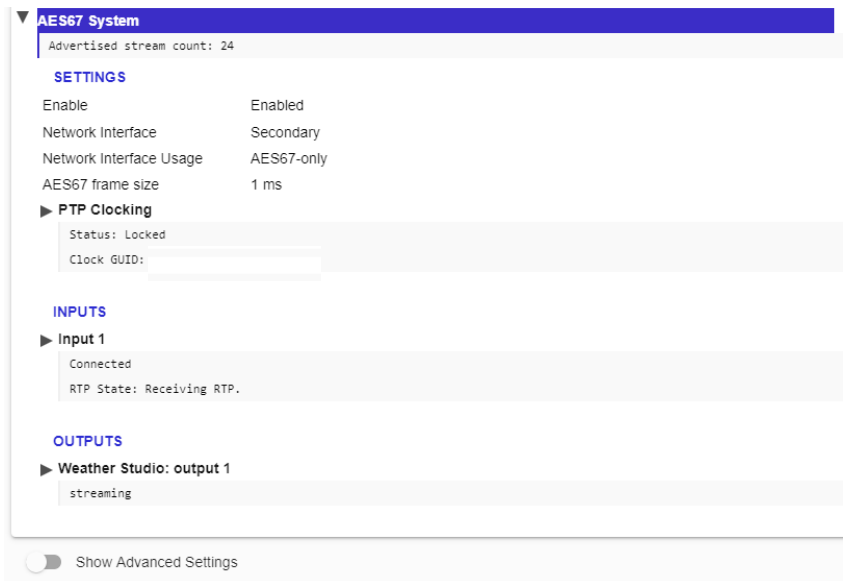 AES67 System
Advertised stream count: 24
SETTINGS
Enable Enabled
Network Interface Secondary
Network Interface Usage AES67-only
AES67 frame size 1 ms
PTP Clocking
Status: Locked
Clock GUID:
INPUTS
Input 1
Connected
RTP State: Receiving RTP.
OUTPUTS
Weather Studio: output 1
streaming
Show Advanced Settings